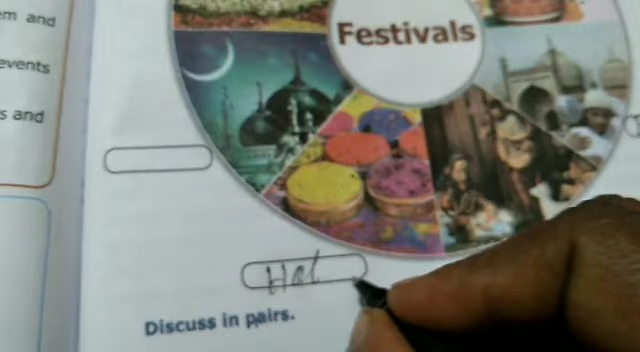 em and
events
s and
Festivals
Hol
Discuss in pairs.